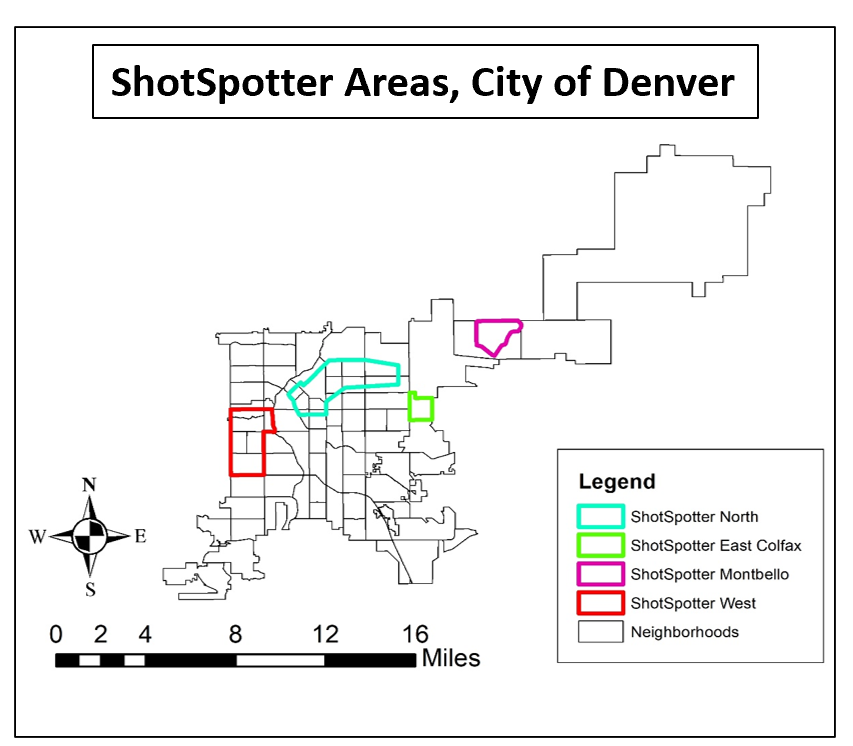 ShotSpotter Areas, City of Denver
Legend
ShotSpotter North
ShotSpotter East Colfax
ShotSpotter Montbello
ShotSpotter West
Neighborhoods
N
W E
S
0 2 4 8 12 16
Miles